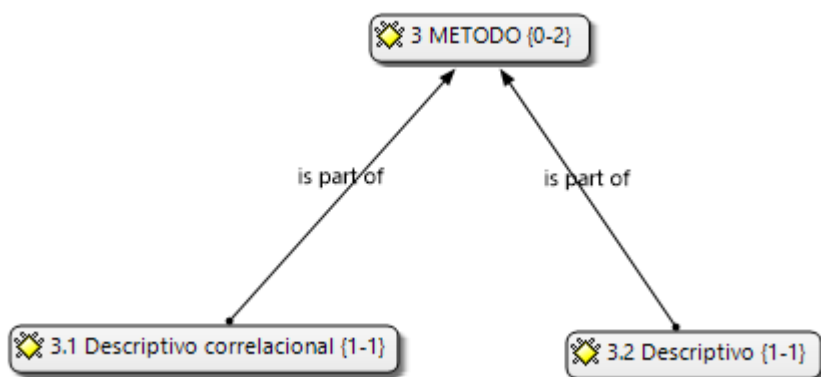 3 METODO {0-2}
is part of
is part of
3.1 Descriptivo correlacional {1-1}
3.2 Descriptivo {1-1}